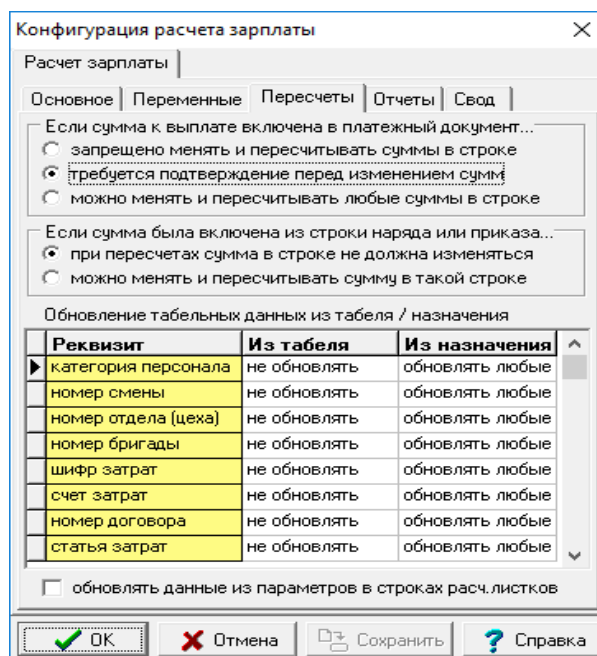 Конфигурация расчета зарплаты
Расчет зарплаты
Основное Переменные Пересчеты Отчеты Свод
Если сумма к выплате включена в платежный документ...
запрещено менять и пересчитывать суммы в строке
требуется подтверждение перед изменением сумм
можно менять и пересчитывать любые суммы в строке
Если сумма была включена из строки наряда или приказа...
при пересчетах сумма в строке не должна изменяться
можно менять и пересчитывать сумму в такой строке
Обновление табельных данных из табеля / назначения
Реквизит Из табеля Из назначения
категория персонала не обновлять обновлять любые
номер смены не обновлять обновлять любые
номер отдела (цеха) не обновлять обновлять любые
номер бригады не обновлять обновлять любые
шифр затрат не обновлять обновлять любые
счет затрат не обновлять обновлять любые
номер договора не обновлять обновлять любые
статья затрат не обновлять обновлять любые
обновлять данные из параметров в строках расч.листков
OK Отмена Сохранить Справка